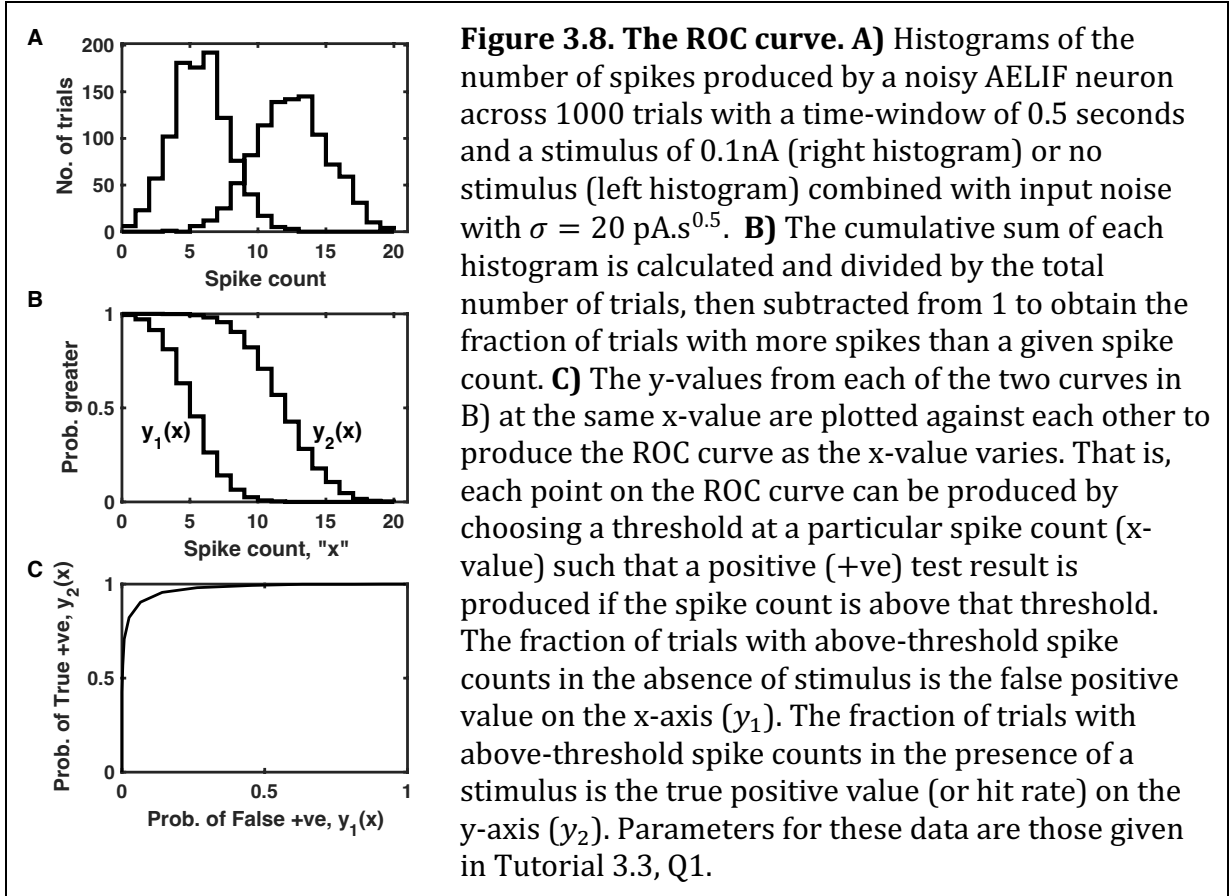 A
200
150
100
50
0
No. of trials
0 5 10 15 20
Spike count
B
1
0.5
0
Prob. greater
y1(x)
y2(x)
0 5 10 15 20
Spike count, "x"
C
1
0.5
0
Prob. of True +ve, y2(x)
0 0.5 1
Prob. of False +ve, y1(x)
Figure 3.8. The ROC curve. A) Histograms of the
number of spikes produced by a noisy AELIF neuron
across 1000 trials with a time-window of 0.5 seconds
and a stimulus of 0.1nA (right histogram) or no
stimulus (left histogram) combined with input noise
with σ = 20 pA.s^0.5. B) The cumulative sum of each
histogram is calculated and divided by the total
number of trials, then subtracted from 1 to obtain the
fraction of trials with more spikes than a given spike
count. C) The y-values from each of the two curves in
B) at the same x-value are plotted against each other to
produce the ROC curve as the x-value varies. That is,
each point on the ROC curve can be produced by
choosing a threshold at a particular spike count (x-
value) such that a positive (+ve) test result is
produced if the spike count is above that threshold.
The fraction of trials with above-threshold spike
counts in the absence of stimulus is the false positive
value on the x-axis (y1). The fraction of trials with
above-threshold spike counts in the presence of a
stimulus is the true positive value (or hit rate) on the
y-axis (y2). Parameters for these data are those given
in Tutorial 3.3, Q1.